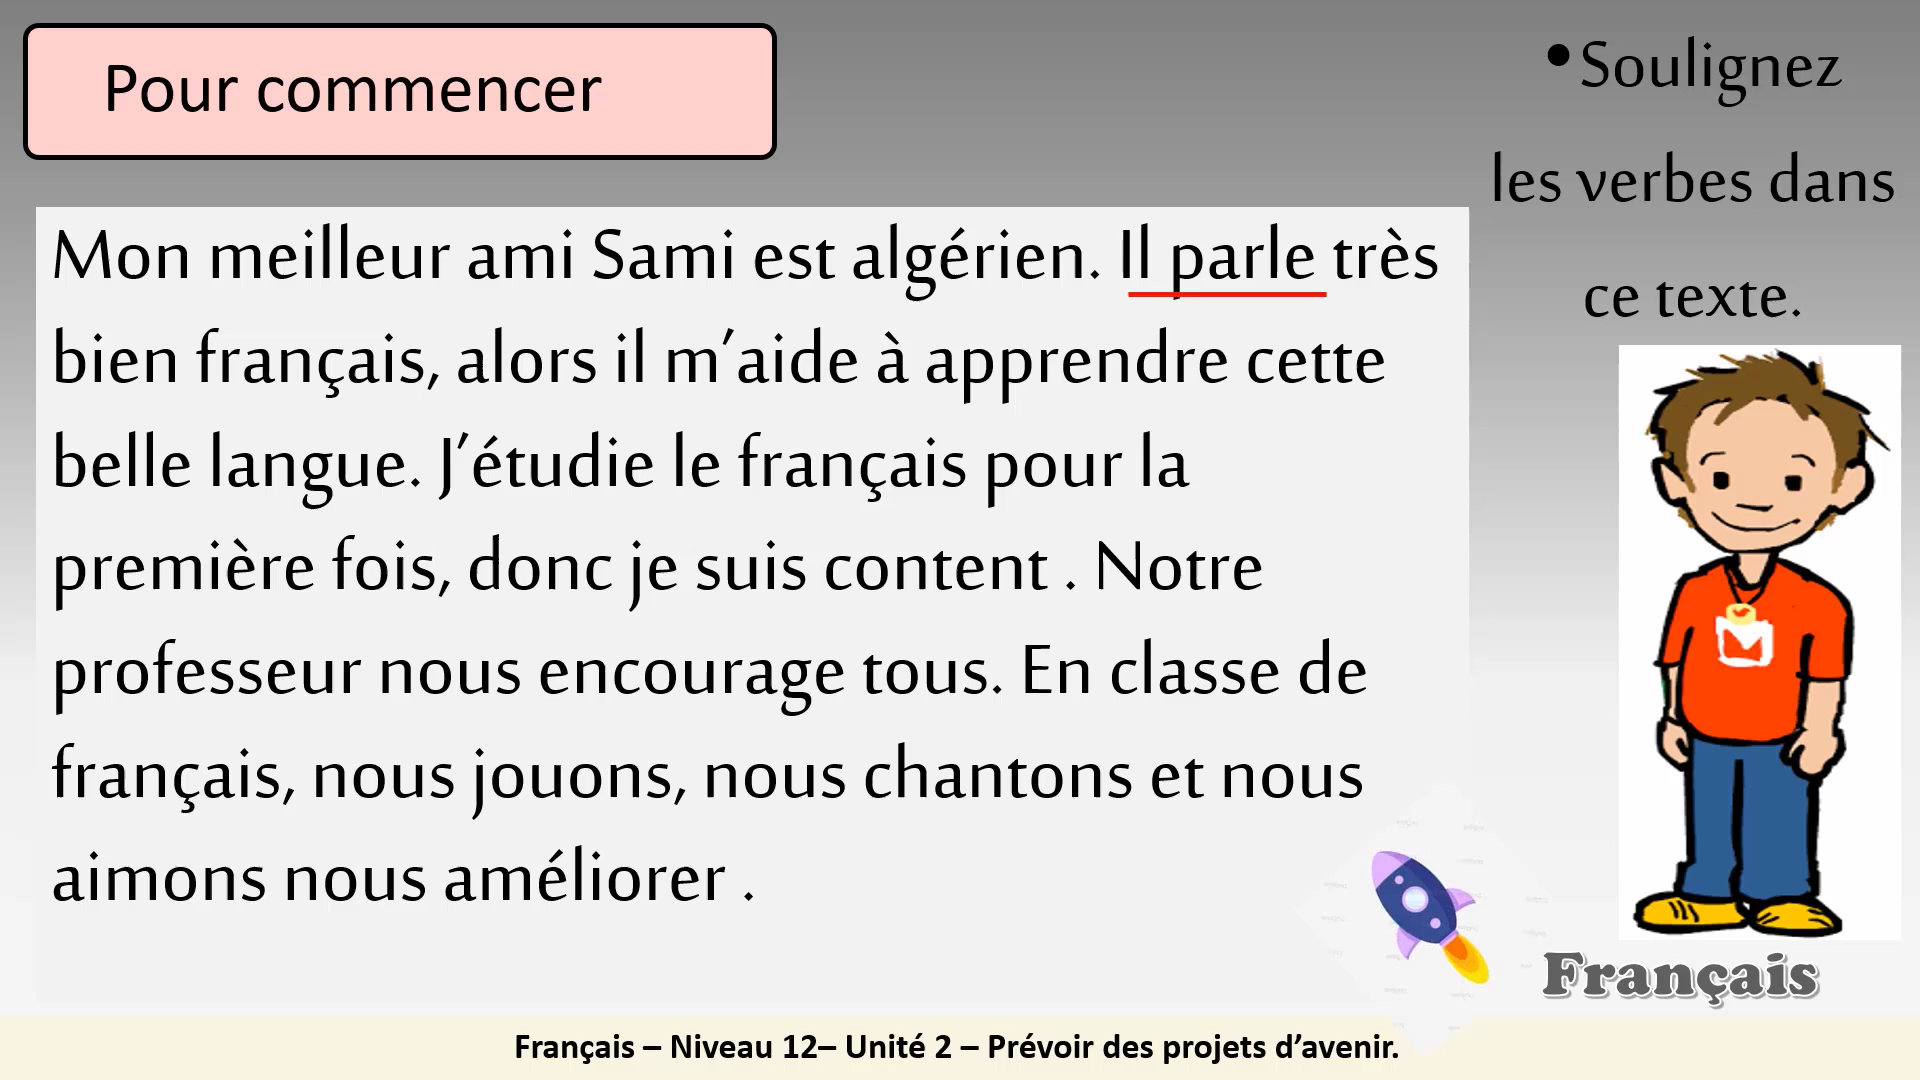 Pour commencer
•Soulignez
les verbes dans
ce texte.
Mon meilleur ami Sami est algérien. Il parle très
bien français, alors il m’aide à apprendre cette
belle langue. J’étudie le français pour la
première fois, donc je suis content . Notre
professeur nous encourage tous. En classe de
français, nous jouons, nous chantons et nous
aimons nous améliorer .
Français
Français – Niveau 12– Unité 2 – Prévoir des projets d’avenir.